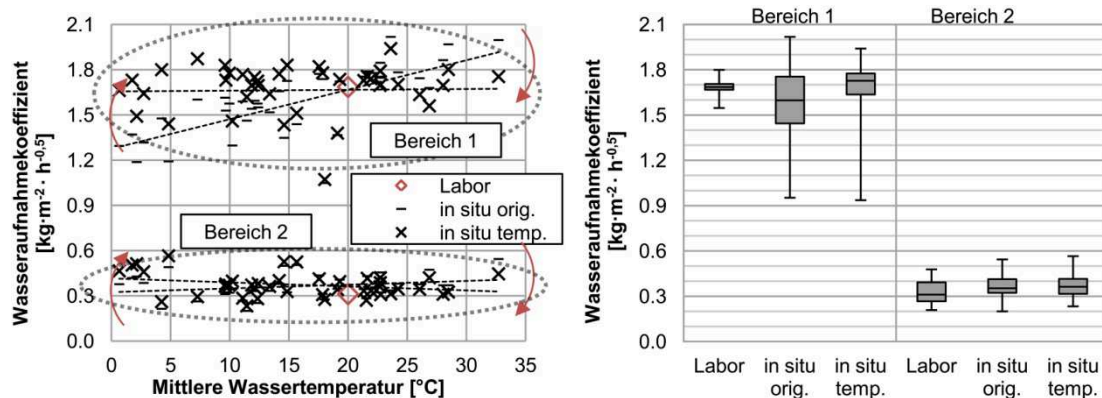 Wasseraufnahmekoeffizient
[kg·m-2 · h-0,5]
2.1
1.8
1.5
1.2
0.9
0.6
0.3
0.0
0
5
10
15
20
25
30
35
Mittlere Wassertemperatur [°C]
Bereich 1
Labor
in situ orig.
in situ temp.
Bereich 2
Wasseraufnahmekoeffizient
[kg·m-2 · h-0,5]
2.1
1.8
1.5
1.2
0.9
0.6
0.3
0.0
Bereich 1
Bereich 2
Labor
in situ
orig.
in situ
temp.
Labor
in situ
orig.
in situ
temp.